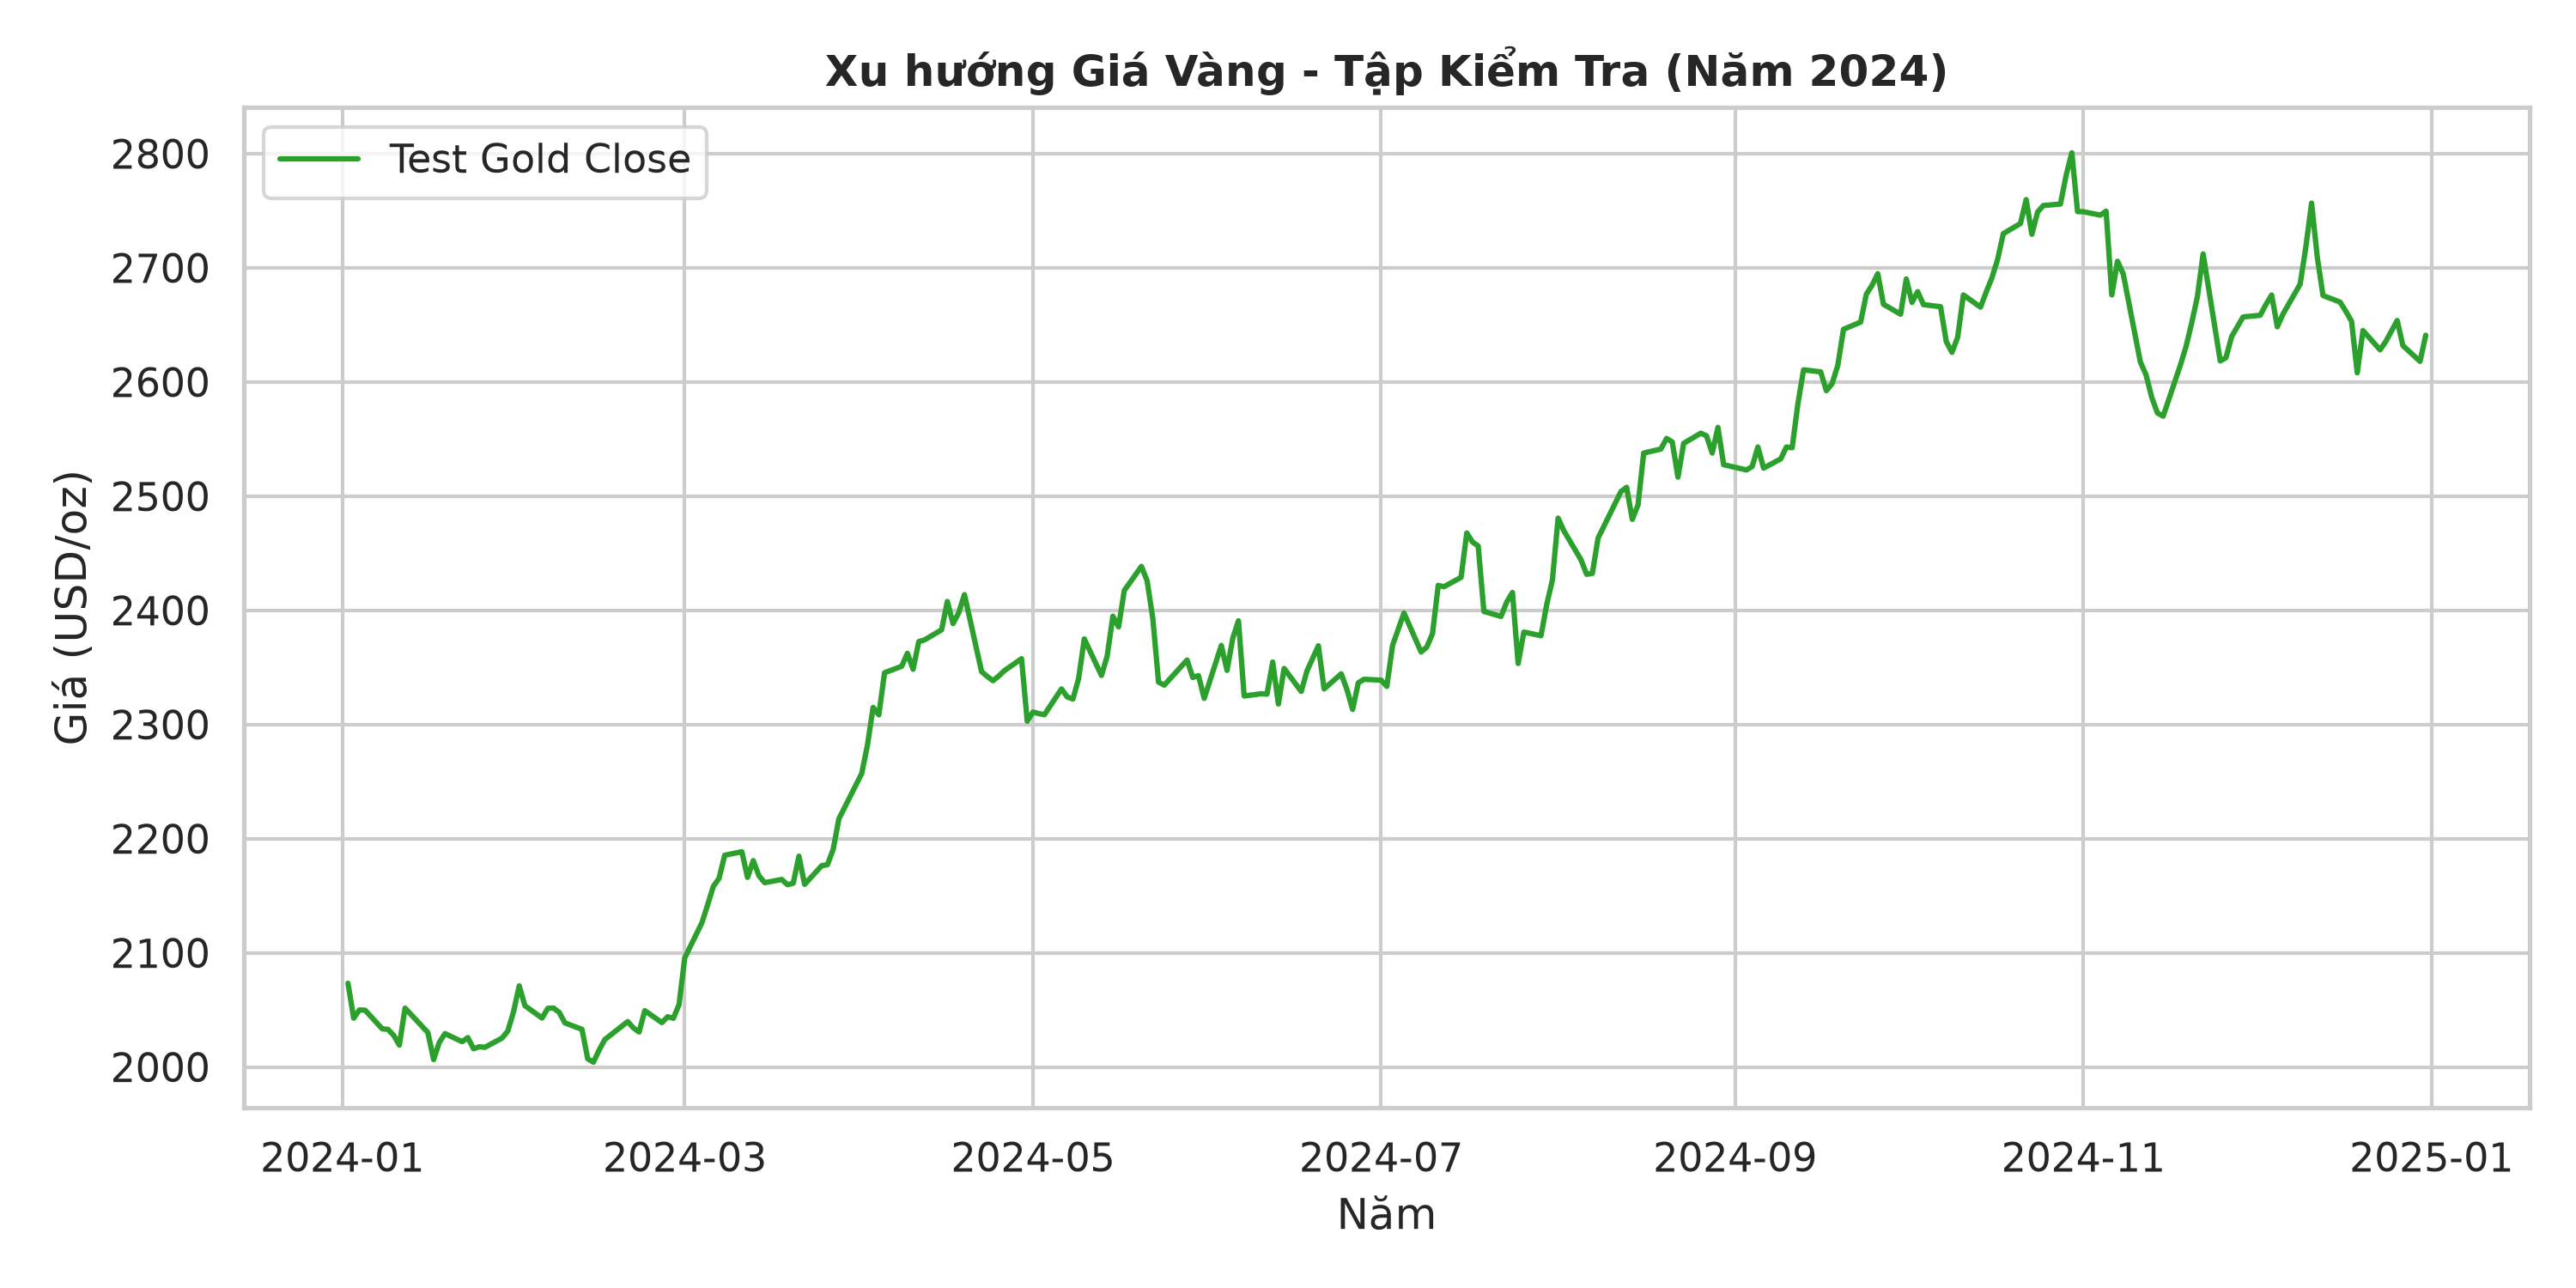 Xu hướng Giá Vàng - Tập Kiểm Tra (Năm 2024)
Test Gold Close
Giá (USD/oz)
2800
2700
2600
2500
2400
2300
2200
2100
2000
2024-01 2024-03 2024-05 2024-07 2024-09 2024-11 2025-01
Năm